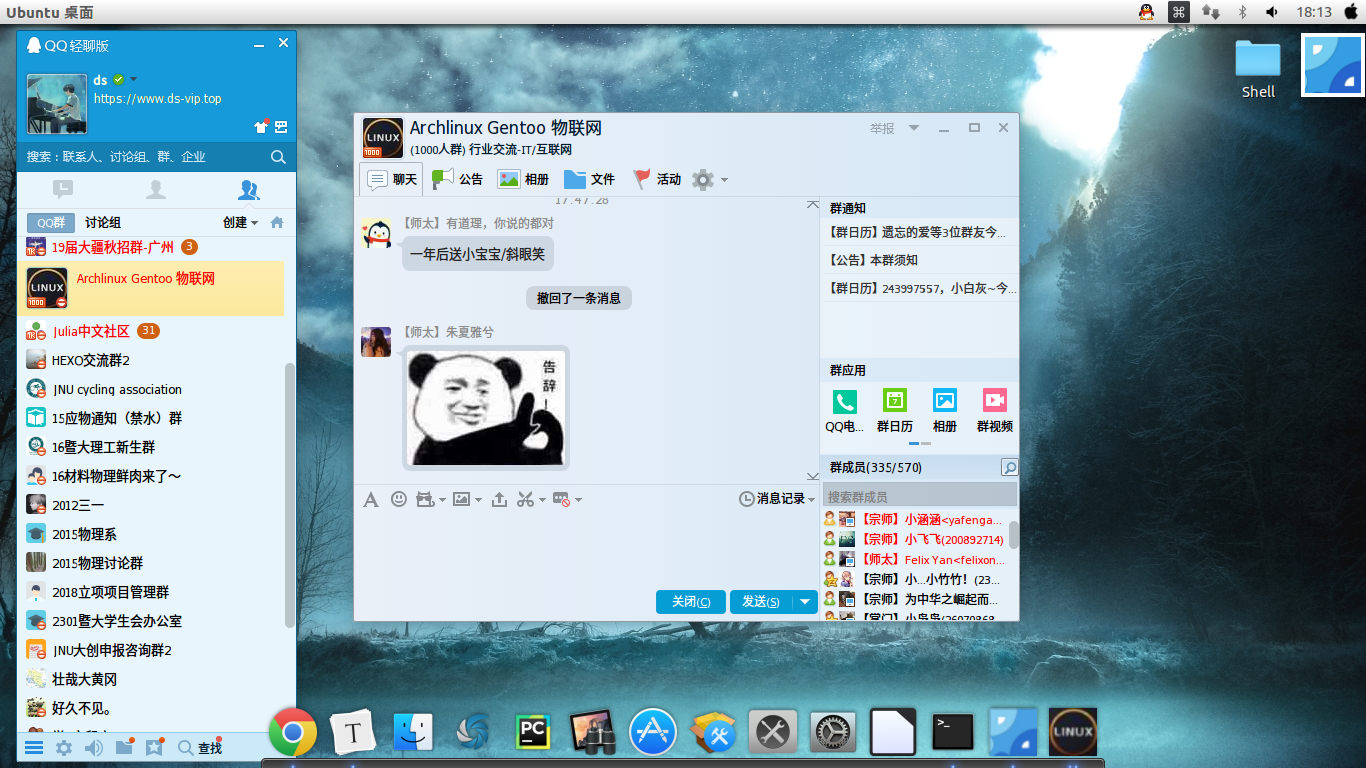 Ubuntu 桌面
18:13
QQ轻聊版
ds
https://www.ds-vip.top
搜索：联系人、讨论组、群、企业
QQ群 讨论组 创建
19届大疆秋招群-广州 3
LINUX
1000
Archlinux Gentoo 物联网
Julia中文社区 31
HEXO交流群2
JNU cycling association
15应物通知（禁水）群
16暨大理工新生群
16材料物理鲜肉来了～
2012三一
2015物理系
2015物理讨论群
2018立项项目管理群
2301暨大学生会办公室
JNU大创申报咨询群2
壮哉大黄冈
好久不见。
查找
LINUX
1000
Archlinux Gentoo 物联网
(1000人群) 行业交流-IT/互联网
举报
聊天 公告 相册 文件 活动
17:47:28
【师太】有道理，你说的都对
一年后送小宝宝/斜眼笑
撤回了一条消息
【师太】朱夏雅兮
告辞！
消息记录
关闭(C) 发送(S)
群通知
【群日历】遗忘的爱等3位群友今...
【公告】本群须知
【群日历】243997557，小白灰~今...
群应用
7
QQ电... 群日历 相册 群视频
群成员(335/570)
搜索群成员
【宗师】小涵涵<yafenga...
【宗师】小飞飞(200892714)
【师太】Felix Yan<felixon...
【宗师】小...小竹竹！(23...
【宗师】为中华之崛起而...
Shell
T
PC
>_
LINUX